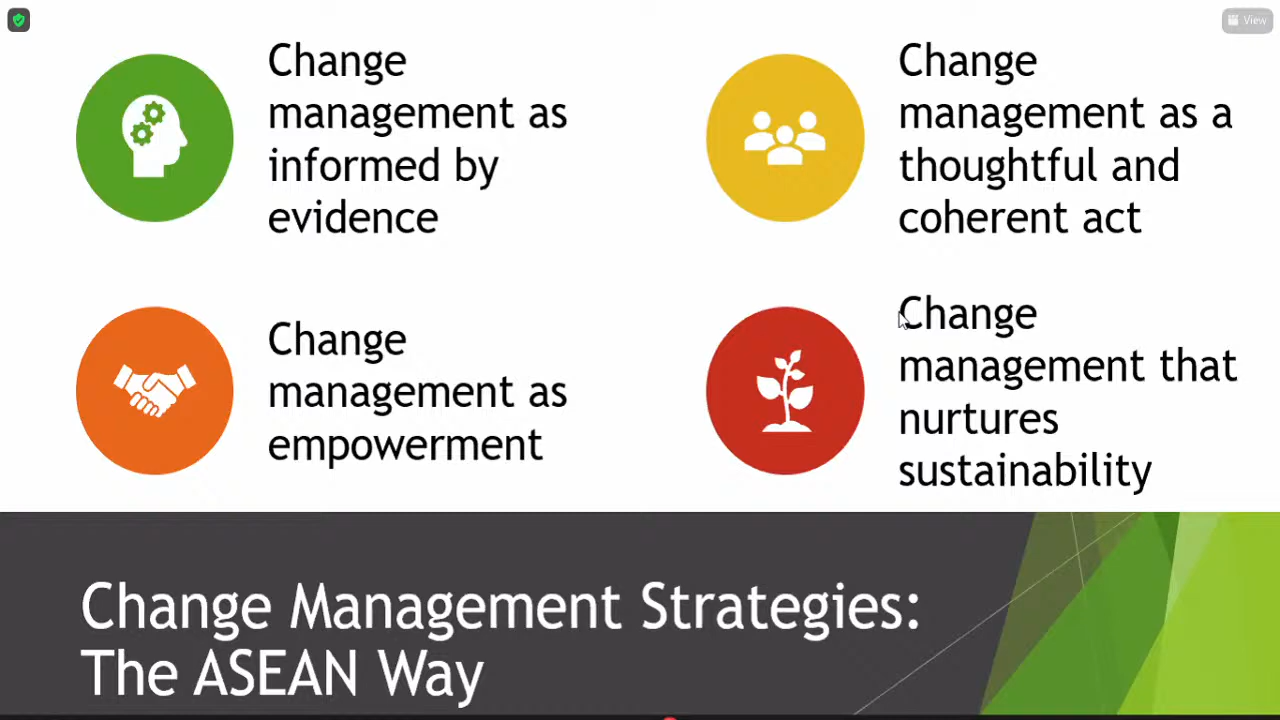 View
Change
management as
informed by
evidence
Change
management as a
thoughtful and
coherent act
Change
management as
empowerment
Change
management that
nurtures
sustainability
Change Management Strategies:
The ASEAN Way